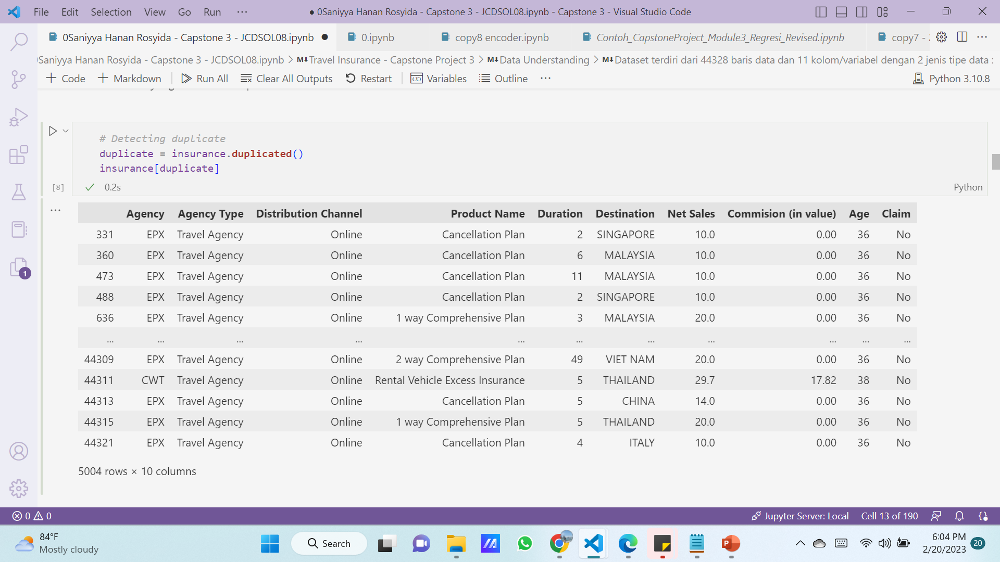 File Edit Selection View Go Run ···
● 0Saniyya Hanan Rosyida - Capstone 3 - JCDSOL08.ipynb - Capstone 3 - Visual Studio Code
0Saniyya Hanan Rosyida - Capstone 3 - JCDSOL08.ipynb ● 0.ipynb copy8 encoder.ipynb Contoh_CapstoneProject_Module3_Regresi_Revised.ipynb copy7 -
0Saniyya Hanan Rosyida - Capstone 3 - JCDSOL08.ipynb > M↓Travel Insurance - Capstone Project 3 > M↓Data Understanding > M↓Dataset terdiri dari 44328 baris data dan 11 kolom/variabel dengan 2 jenis tipe data :
+ Code + Markdown Run All Clear All Outputs Restart Variables Outline ··· Python 3.10.8
# Detecting duplicate
duplicate = insurance.duplicated()
insurance[duplicate]
[8] ✓ 0.2s Python
Agency Agency Type Distribution Channel Product Name Duration Destination Net Sales Commision (in value) Age Claim
331 EPX Travel Agency Online Cancellation Plan 2 SINGAPORE 10.0 0.00 36 No
360 EPX Travel Agency Online Cancellation Plan 6 MALAYSIA 10.0 0.00 36 No
473 EPX Travel Agency Online Cancellation Plan 11 MALAYSIA 10.0 0.00 36 No
488 EPX Travel Agency Online Cancellation Plan 2 SINGAPORE 10.0 0.00 36 No
636 EPX Travel Agency Online 1 way Comprehensive Plan 3 MALAYSIA 20.0 0.00 36 No
... ... ... ... ... ... ... ... ... ... ...
44309 EPX Travel Agency Online 2 way Comprehensive Plan 49 VIET NAM 20.0 0.00 36 No
44311 CWT Travel Agency Online Rental Vehicle Excess Insurance 5 THAILAND 29.7 17.82 38 No
44313 EPX Travel Agency Online Cancellation Plan 5 CHINA 14.0 0.00 36 No
44315 EPX Travel Agency Online 1 way Comprehensive Plan 5 THAILAND 20.0 0.00 36 No
44321 EPX Travel Agency Online Cancellation Plan 4 ITALY 10.0 0.00 36 No
5004 rows × 10 columns
1
0 0 Jupyter Server: Local Cell 13 of 190
84°F
Mostly cloudy
Search
6:04 PM
2/20/2023
20